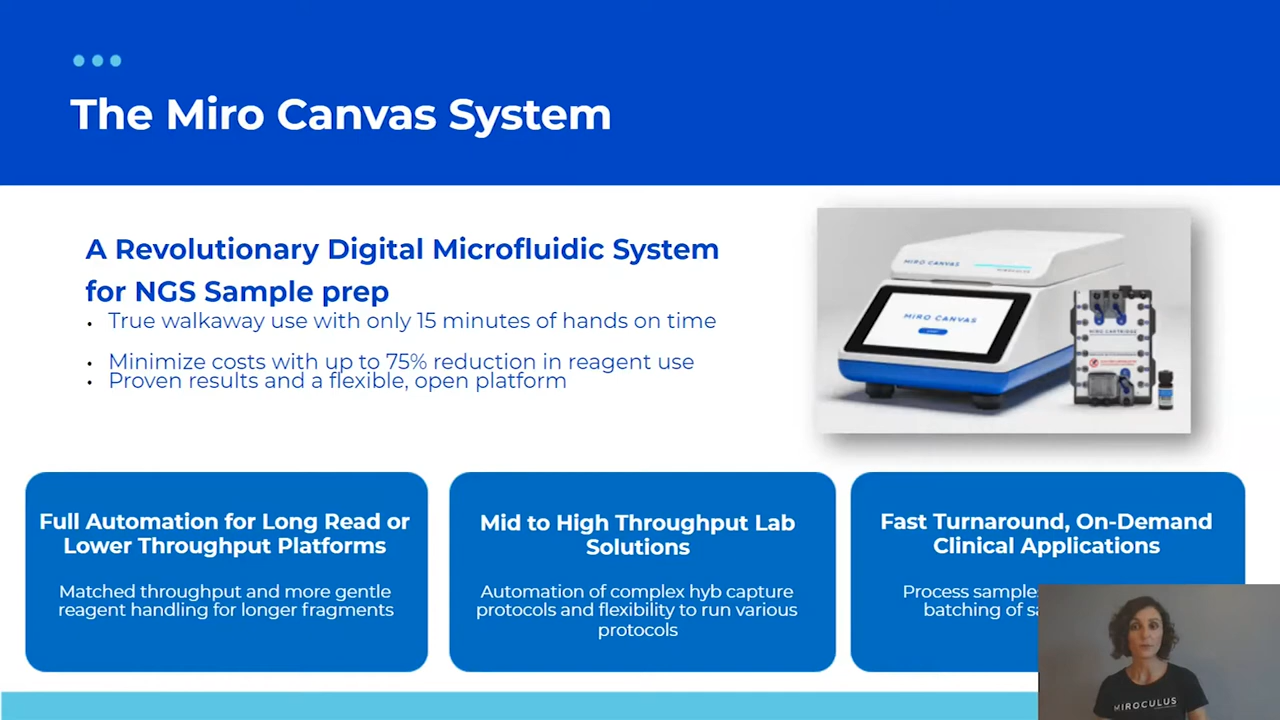 The Miro Canvas System
A Revolutionary Digital Microfluidic System
for NGS Sample prep
• True walkaway use with only 15 minutes of hands on time
• Minimize costs with up to 75% reduction in reagent use
• Proven results and a flexible, open platform
MIRO CANVAS
MIRO CANVAS
MIRO CARTRIDGE
Full Automation for Long Read or
Lower Throughput Platforms
Matched throughput and more gentle
reagent handling for longer fragments
Mid to High Throughput Lab
Solutions
Automation of complex hyb capture
protocols and flexibility to run various
protocols
Fast Turnaround, On-Demand
Clinical Applications
Process samples
batching of
MIROCULUS